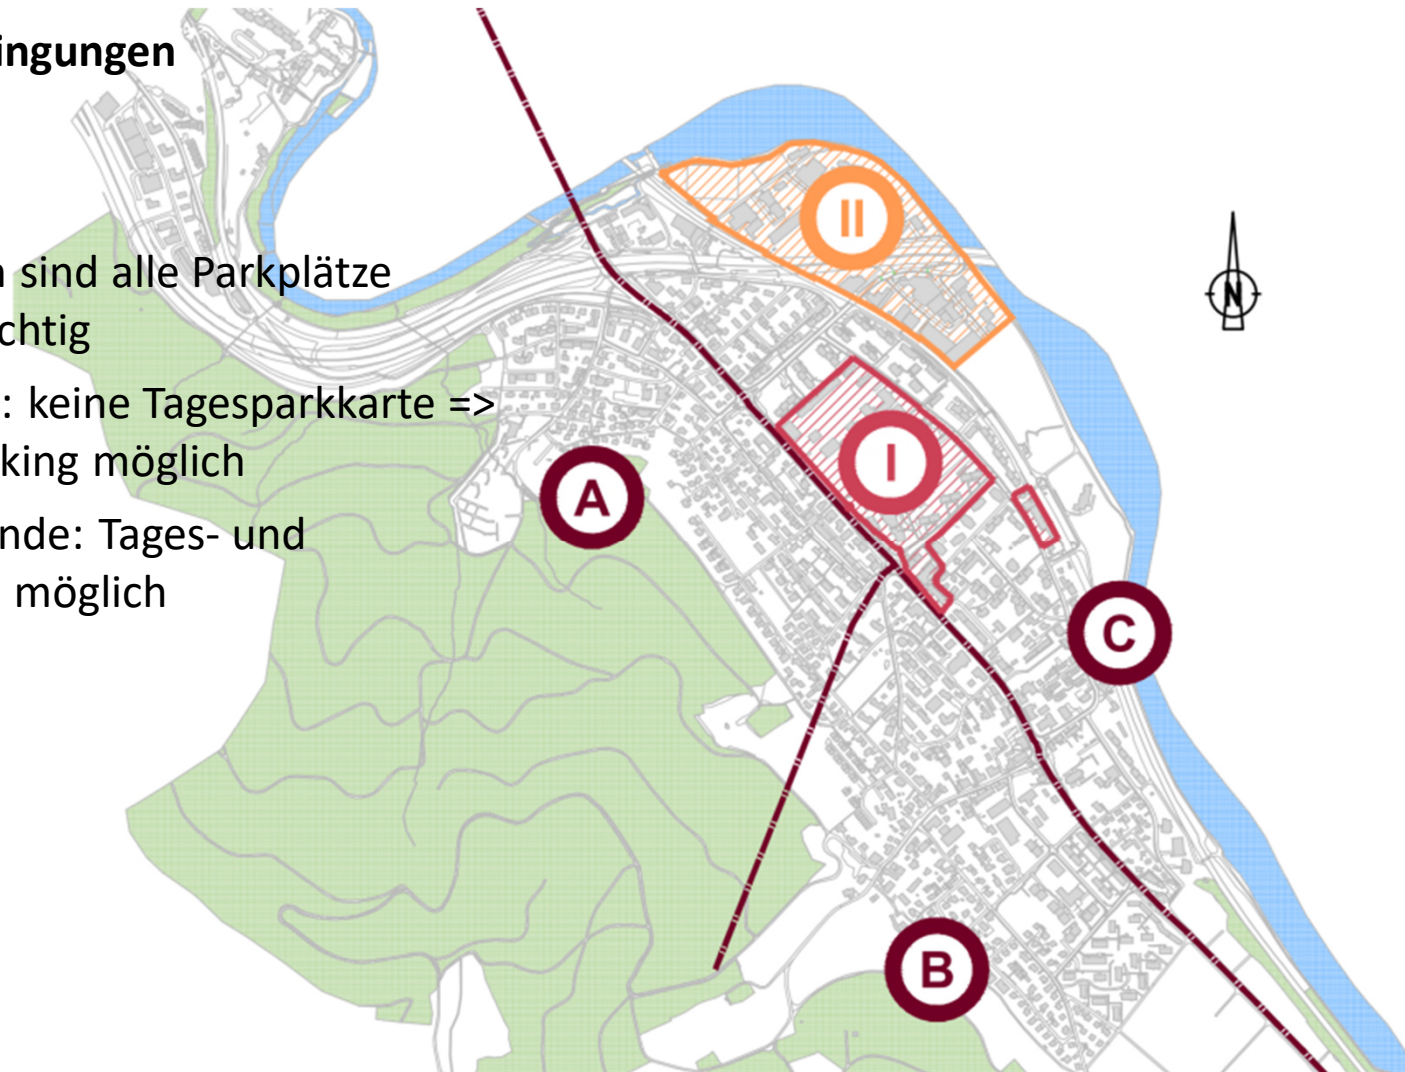 ingungen
sind alle Parkplätze
chtig
: keine Tagesparkkarte =>
king möglich
nde: Tages- und
möglich
II
N
I
A
C
B